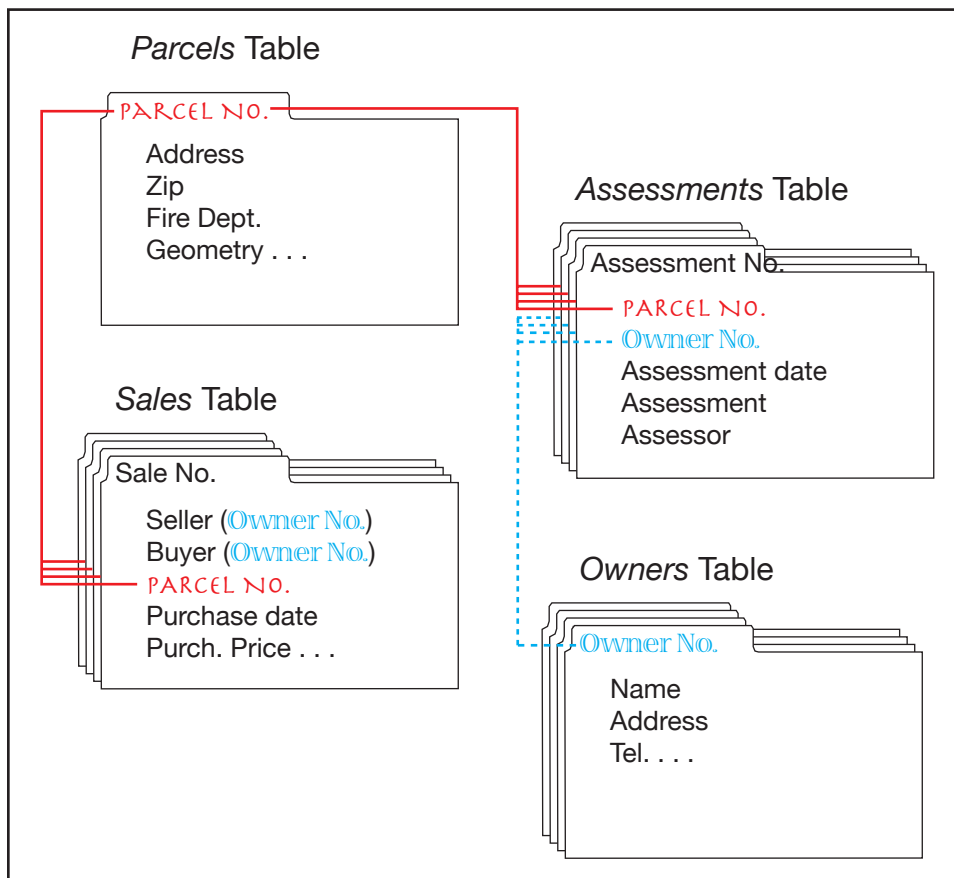 Parcels Table
PARCEL NO.
Address
Zip
Fire Dept.
Geometry . . .
Assessments Table
Assessment No.
PARCEL NO.
Owner No.
Assessment date
Assessment
Assessor
Sales Table
Sale No.
Seller (Owner No.)
Buyer (Owner No.)
PARCEL NO.
Purchase date
Purch. Price . . .
Owners Table
Owner No.
Name
Address
Tel. . . .